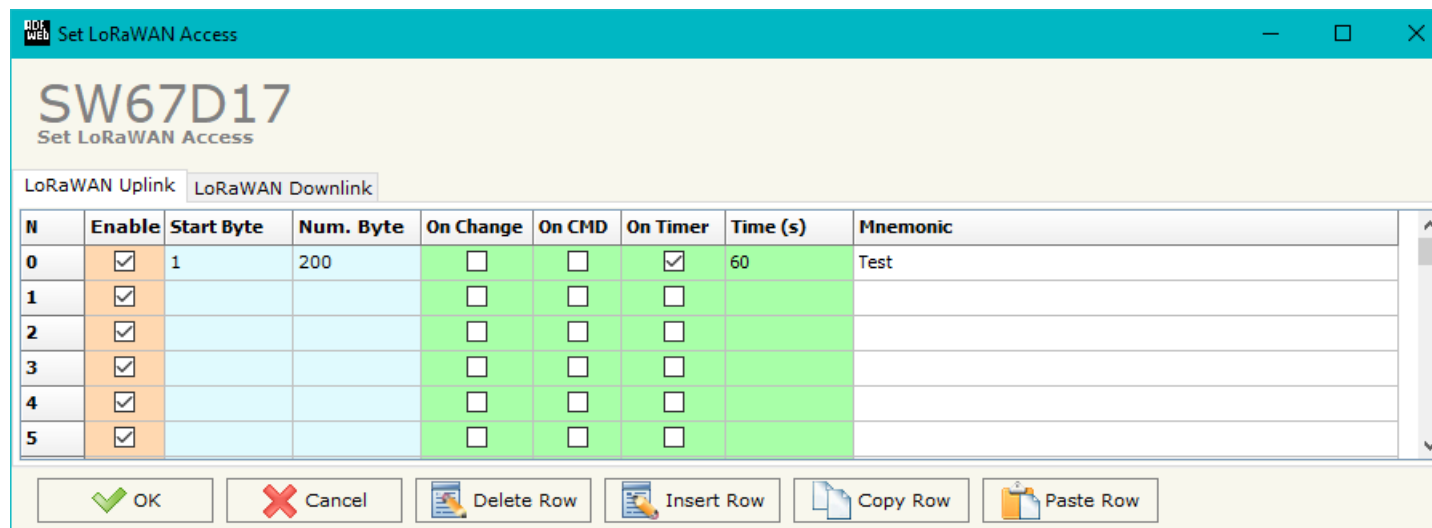 ADF
WEB Set LoRaWAN Access
SW67D17
Set LoRaWAN Access
LoRaWAN Uplink LoRaWAN Downlink
N Enable Start Byte Num. Byte On Change On CMD On Timer Time (s) Mnemonic
0 1 200 60 Test
1
2
3
4
5
OK Cancel Delete Row Insert Row Copy Row Paste Row